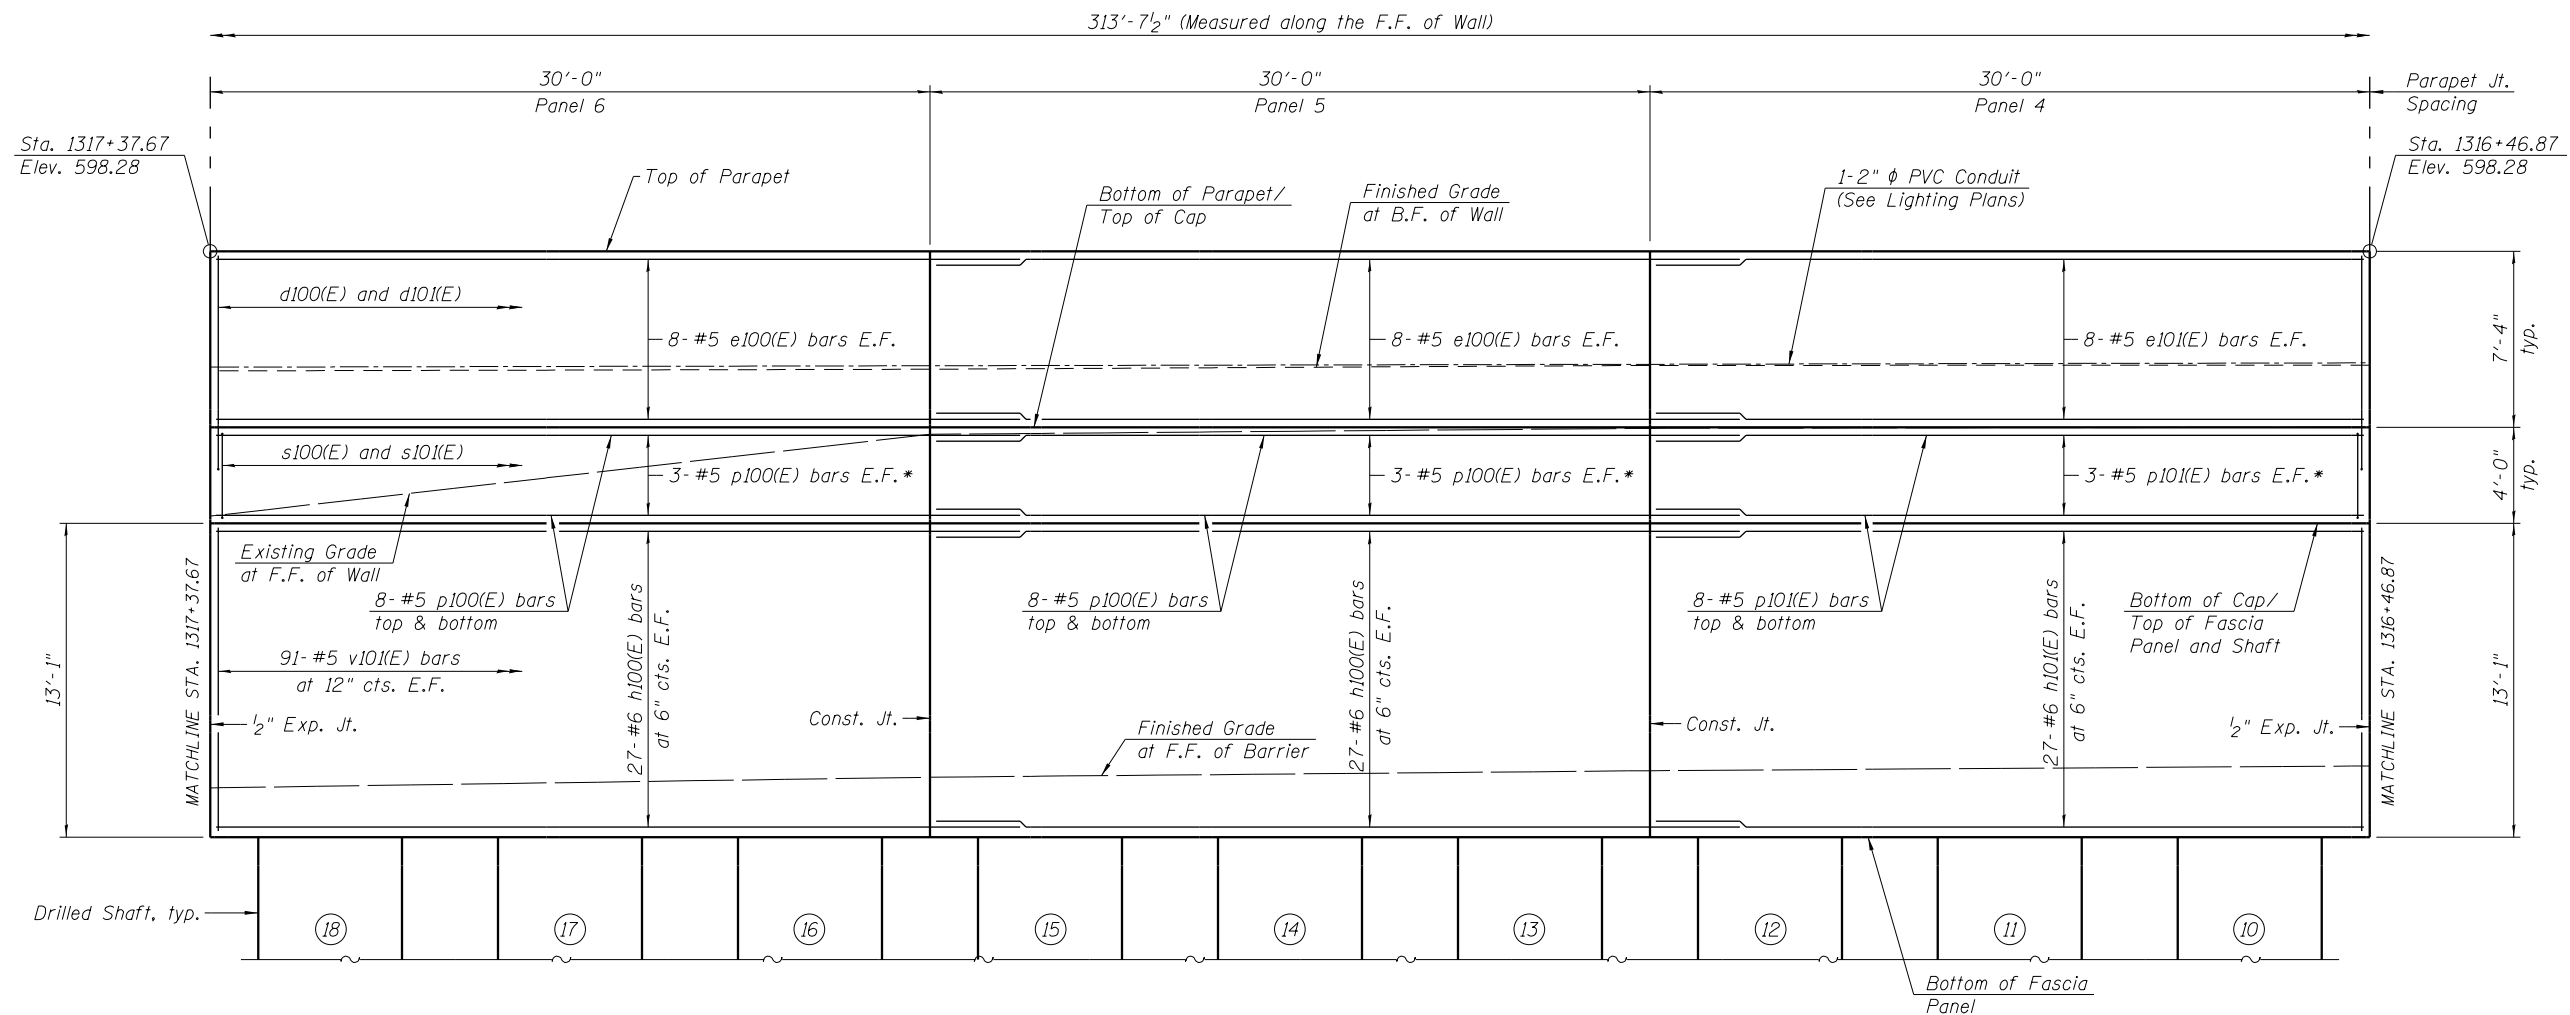 313'-7½" (Measured along the F.F. of Wall)
30'-0"
Panel 6
30'-0"
Panel 5
30'-0"
Panel 4
Parapet Jt.
Spacing
Sta. 1317+37.67
Elev. 598.28
Sta. 1316+46.87
Elev. 598.28
Top of Parapet
Bottom of Parapet/
Top of Cap
Finished Grade
at B.F. of Wall
1-2" ϕ PVC Conduit
(See Lighting Plans)
d100(E) and d101(E)
8-#5 e100(E) bars E.F.
8-#5 e100(E) bars E.F.
8-#5 e101(E) bars E.F.
7'-4"
typ.
s100(E) and s101(E)
3-#5 p100(E) bars E.F.*
3-#5 p100(E) bars E.F.*
3-#5 p101(E) bars E.F.*
4'-0"
typ.
Existing Grade
at F.F. of Wall
8-#5 p100(E) bars
top & bottom
8-#5 p100(E) bars
top & bottom
8-#5 p101(E) bars
top & bottom
Bottom of Cap/
Top of Fascia
Panel and Shaft
13'-1"
MATCHLINE STA. 1317+37.67
91-#5 v101(E) bars
at 12" cts. E.F.
27-#6 h100(E) bars
at 6" cts. E.F.
27-#6 h100(E) bars
at 6" cts. E.F.
27-#6 h101(E) bars
at 6" cts. E.F.
MATCHLINE STA. 1316+46.87
13'-1"
½" Exp. Jt.
Const. Jt.
Finished Grade
at F.F. of Barrier
Const. Jt.
½" Exp. Jt.
Drilled Shaft, typ.
18
17
16
15
14
13
12
11
10
Bottom of Fascia
Panel